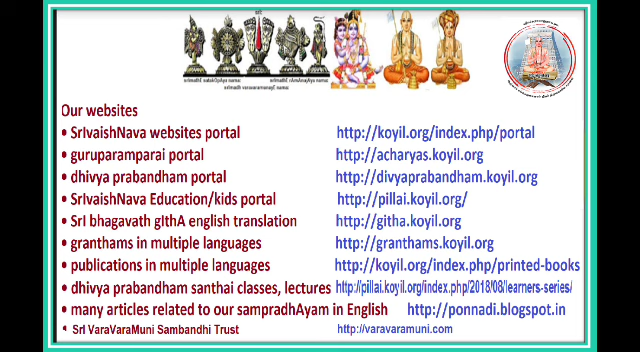 Our websites
• SrIvaishNava websites portal http://koyil.org/index.php/portal
• guruparamparai portal http://acharyas.koyil.org
• dhivya prabandham portal http://divyaprabandham.koyil.org
• SrIvaishNava Education/kids portal http://pillai.koyil.org/
• SrI bhagavath gIthA english translation http://githa.koyil.org
• granthams in multiple languages http://granthams.koyil.org
• publications in multiple languages http://koyil.org/index.php/printed-books
• dhivya prabandham santhai classes, lectures http://pillai.koyil.org/index.php/2018/08/learners-series/
• many articles related to our sampradhAyam in English http://ponnadi.blogspot.in
• SrI VaraVaraMuni Sambandhi Trust http://varavaramuni.com